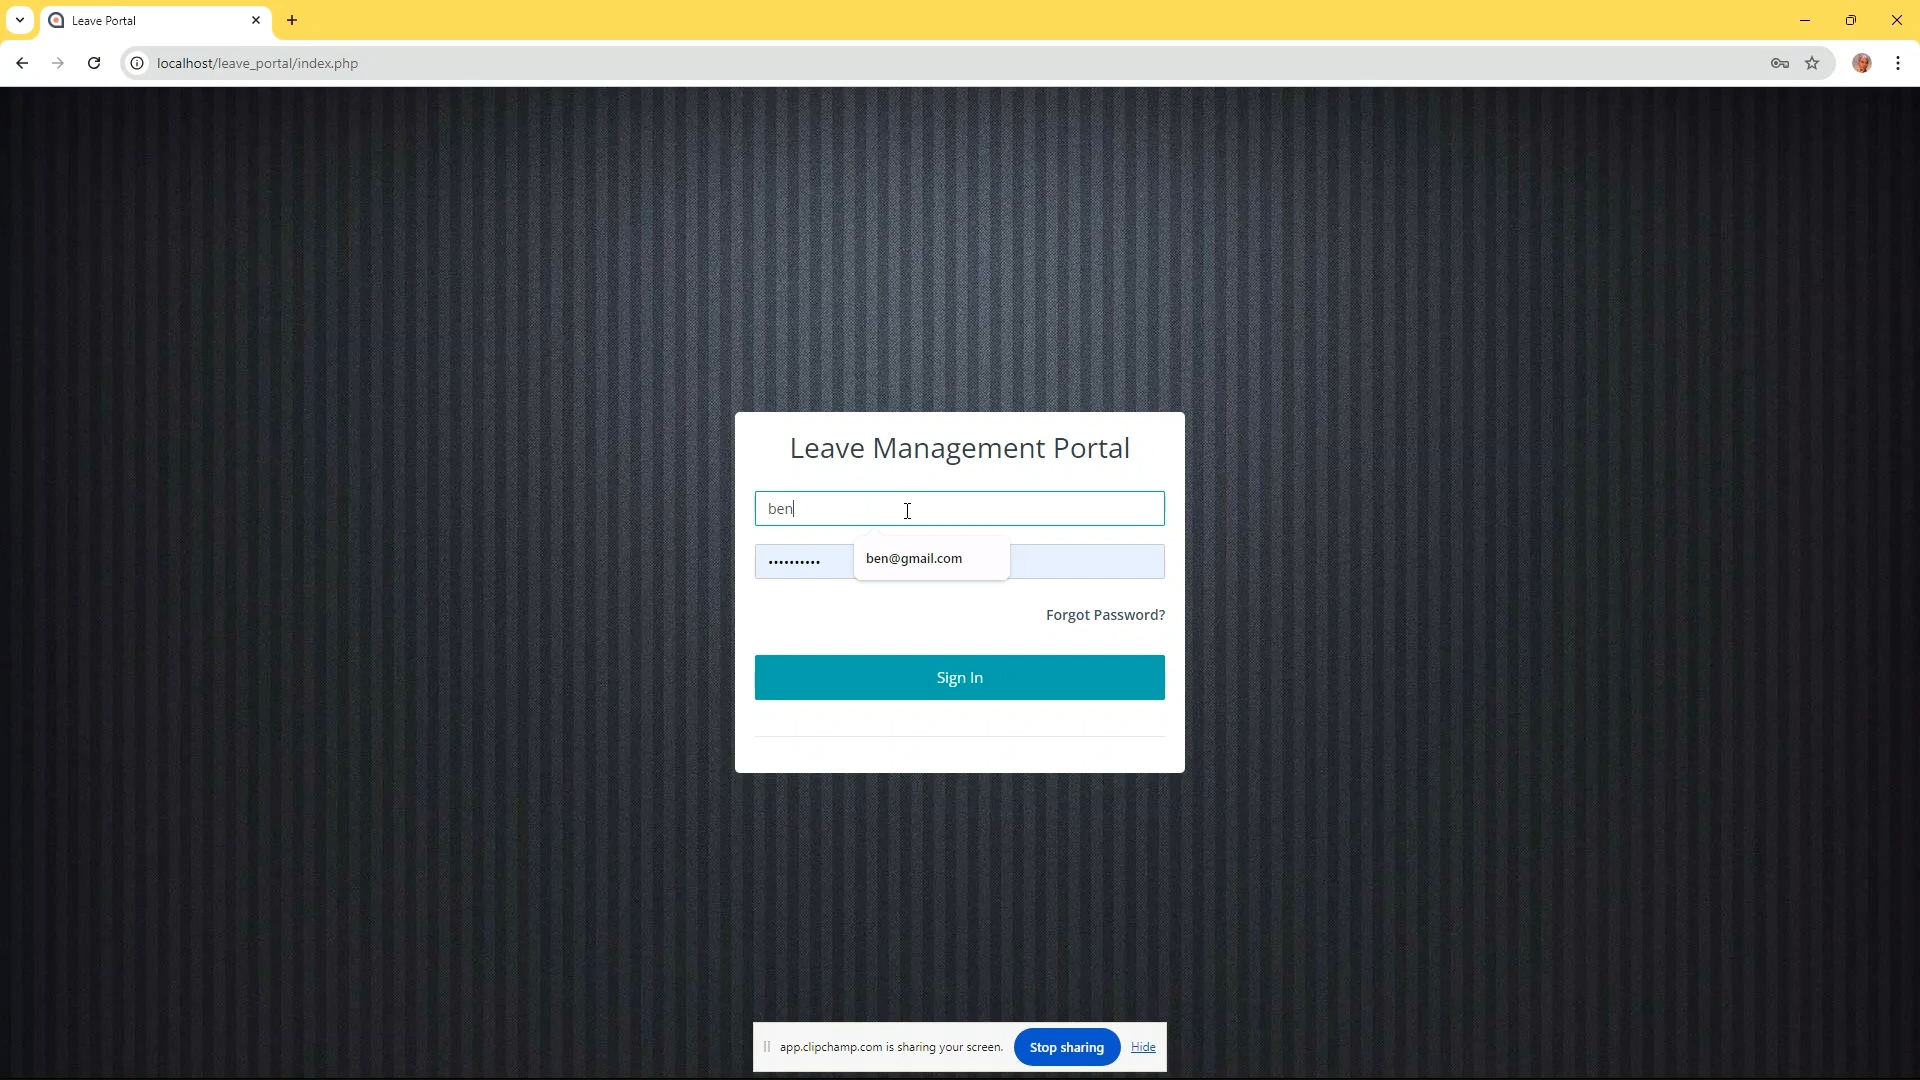 Leave Portal
localhost/leave_portal/index.php
Leave Management Portal
ben
ben@gmail.com
••••••••••
Forgot Password?
Sign In
app.clipchamp.com is sharing your screen. Stop sharing Hide